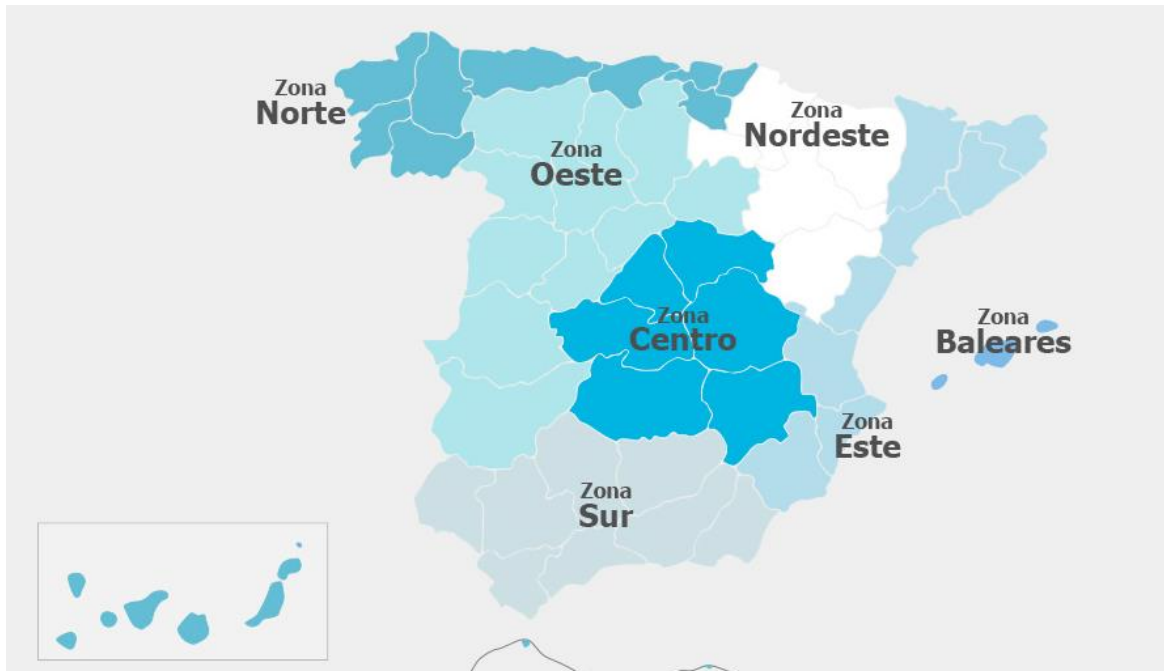 Zona
Norte
Zona
Nordeste
Zona
Oeste
Zona
Centro
Zona
Baleares
Zona
Este
Zona
Sur